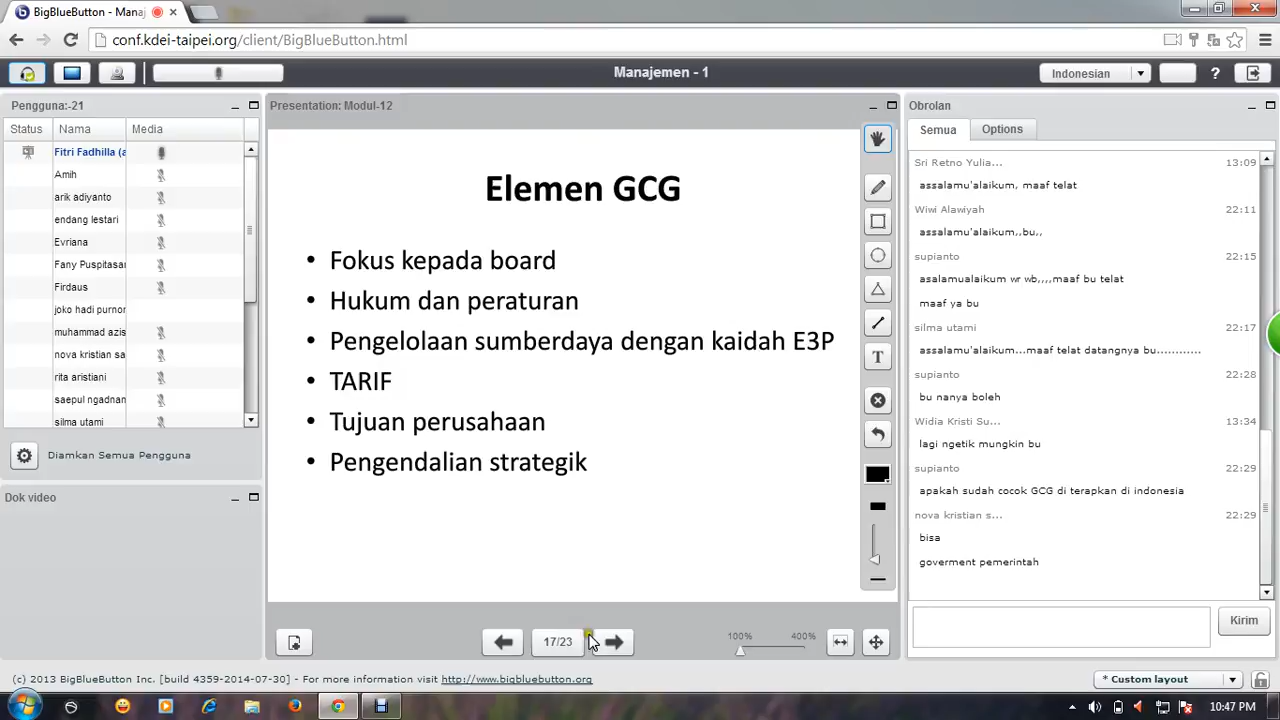 BigBlueButton - Manaj
conf.kdei-taipei.org/client/BigBlueButton.html
Manajemen - 1
Indonesian
?
Pengguna:-21
Status Nama Media
Fitri Fadhilla (a
Amih
arik adiyanto
endang lestari
Evriana
Fany Puspitasar
Firdaus
joko hadi purnor
muhammad azis
nova kristian sa
rita aristiani
saepul ngadnan
silma utami
Diamkan Semua Pengguna
Dok video
Presentation: Modul-12
Elemen GCG
• Fokus kepada board
• Hukum dan peraturan
• Pengelolaan sumberdaya dengan kaidah E3P
• TARIF
• Tujuan perusahaan
• Pengendalian strategik
T
17/23
100% 400%
Obrolan
Semua Options
Sri Retno Yulia... 13:09
assalamu'alaikum, maaf telat
Wiwi Alawiyah 22:11
assalamu'alaikum,,bu,,
supianto 22:15
asalamualaikum wr wb,,,,maaf bu telat
maaf ya bu
silma utami 22:17
assalamu'alaikum...maaf telat datangnya bu...........
supianto 22:28
bu nanya boleh
Widia Kristi Su... 13:34
lagi ngetik mungkin bu
supianto 22:29
apakah sudah cocok GCG di terapkan di indonesia
nova kristian s... 22:29
bisa
goverment pemerintah
Kirim
(c) 2013 BigBlueButton Inc. [build 4359-2014-07-30] - For more information visit http://www.bigbluebutton.org
* Custom layout
10:47 PM